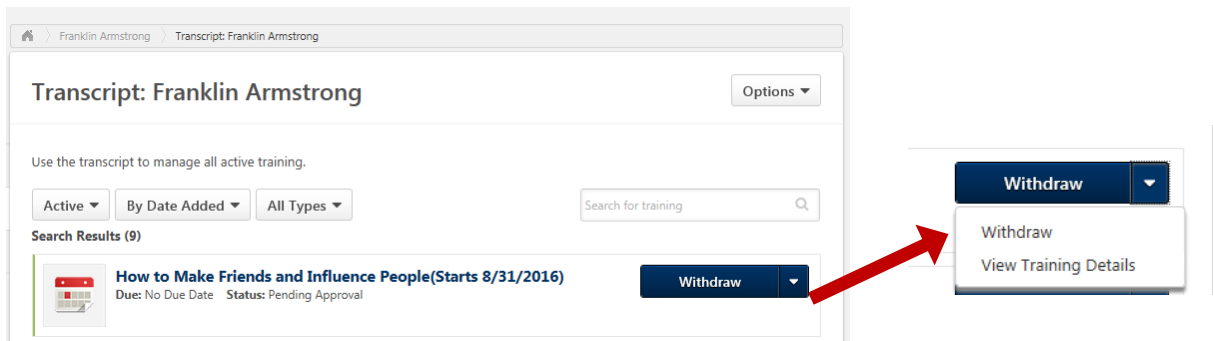 Franklin Armstrong Transcript: Franklin Armstrong
Transcript: Franklin Armstrong
Options
Use the transcript to manage all active training.
Active By Date Added All Types Search for training
Search Results (9)
How to Make Friends and Influence People(Starts 8/31/2016)
Due: No Due Date Status: Pending Approval
Withdraw
Withdraw
Withdraw
View Training Details